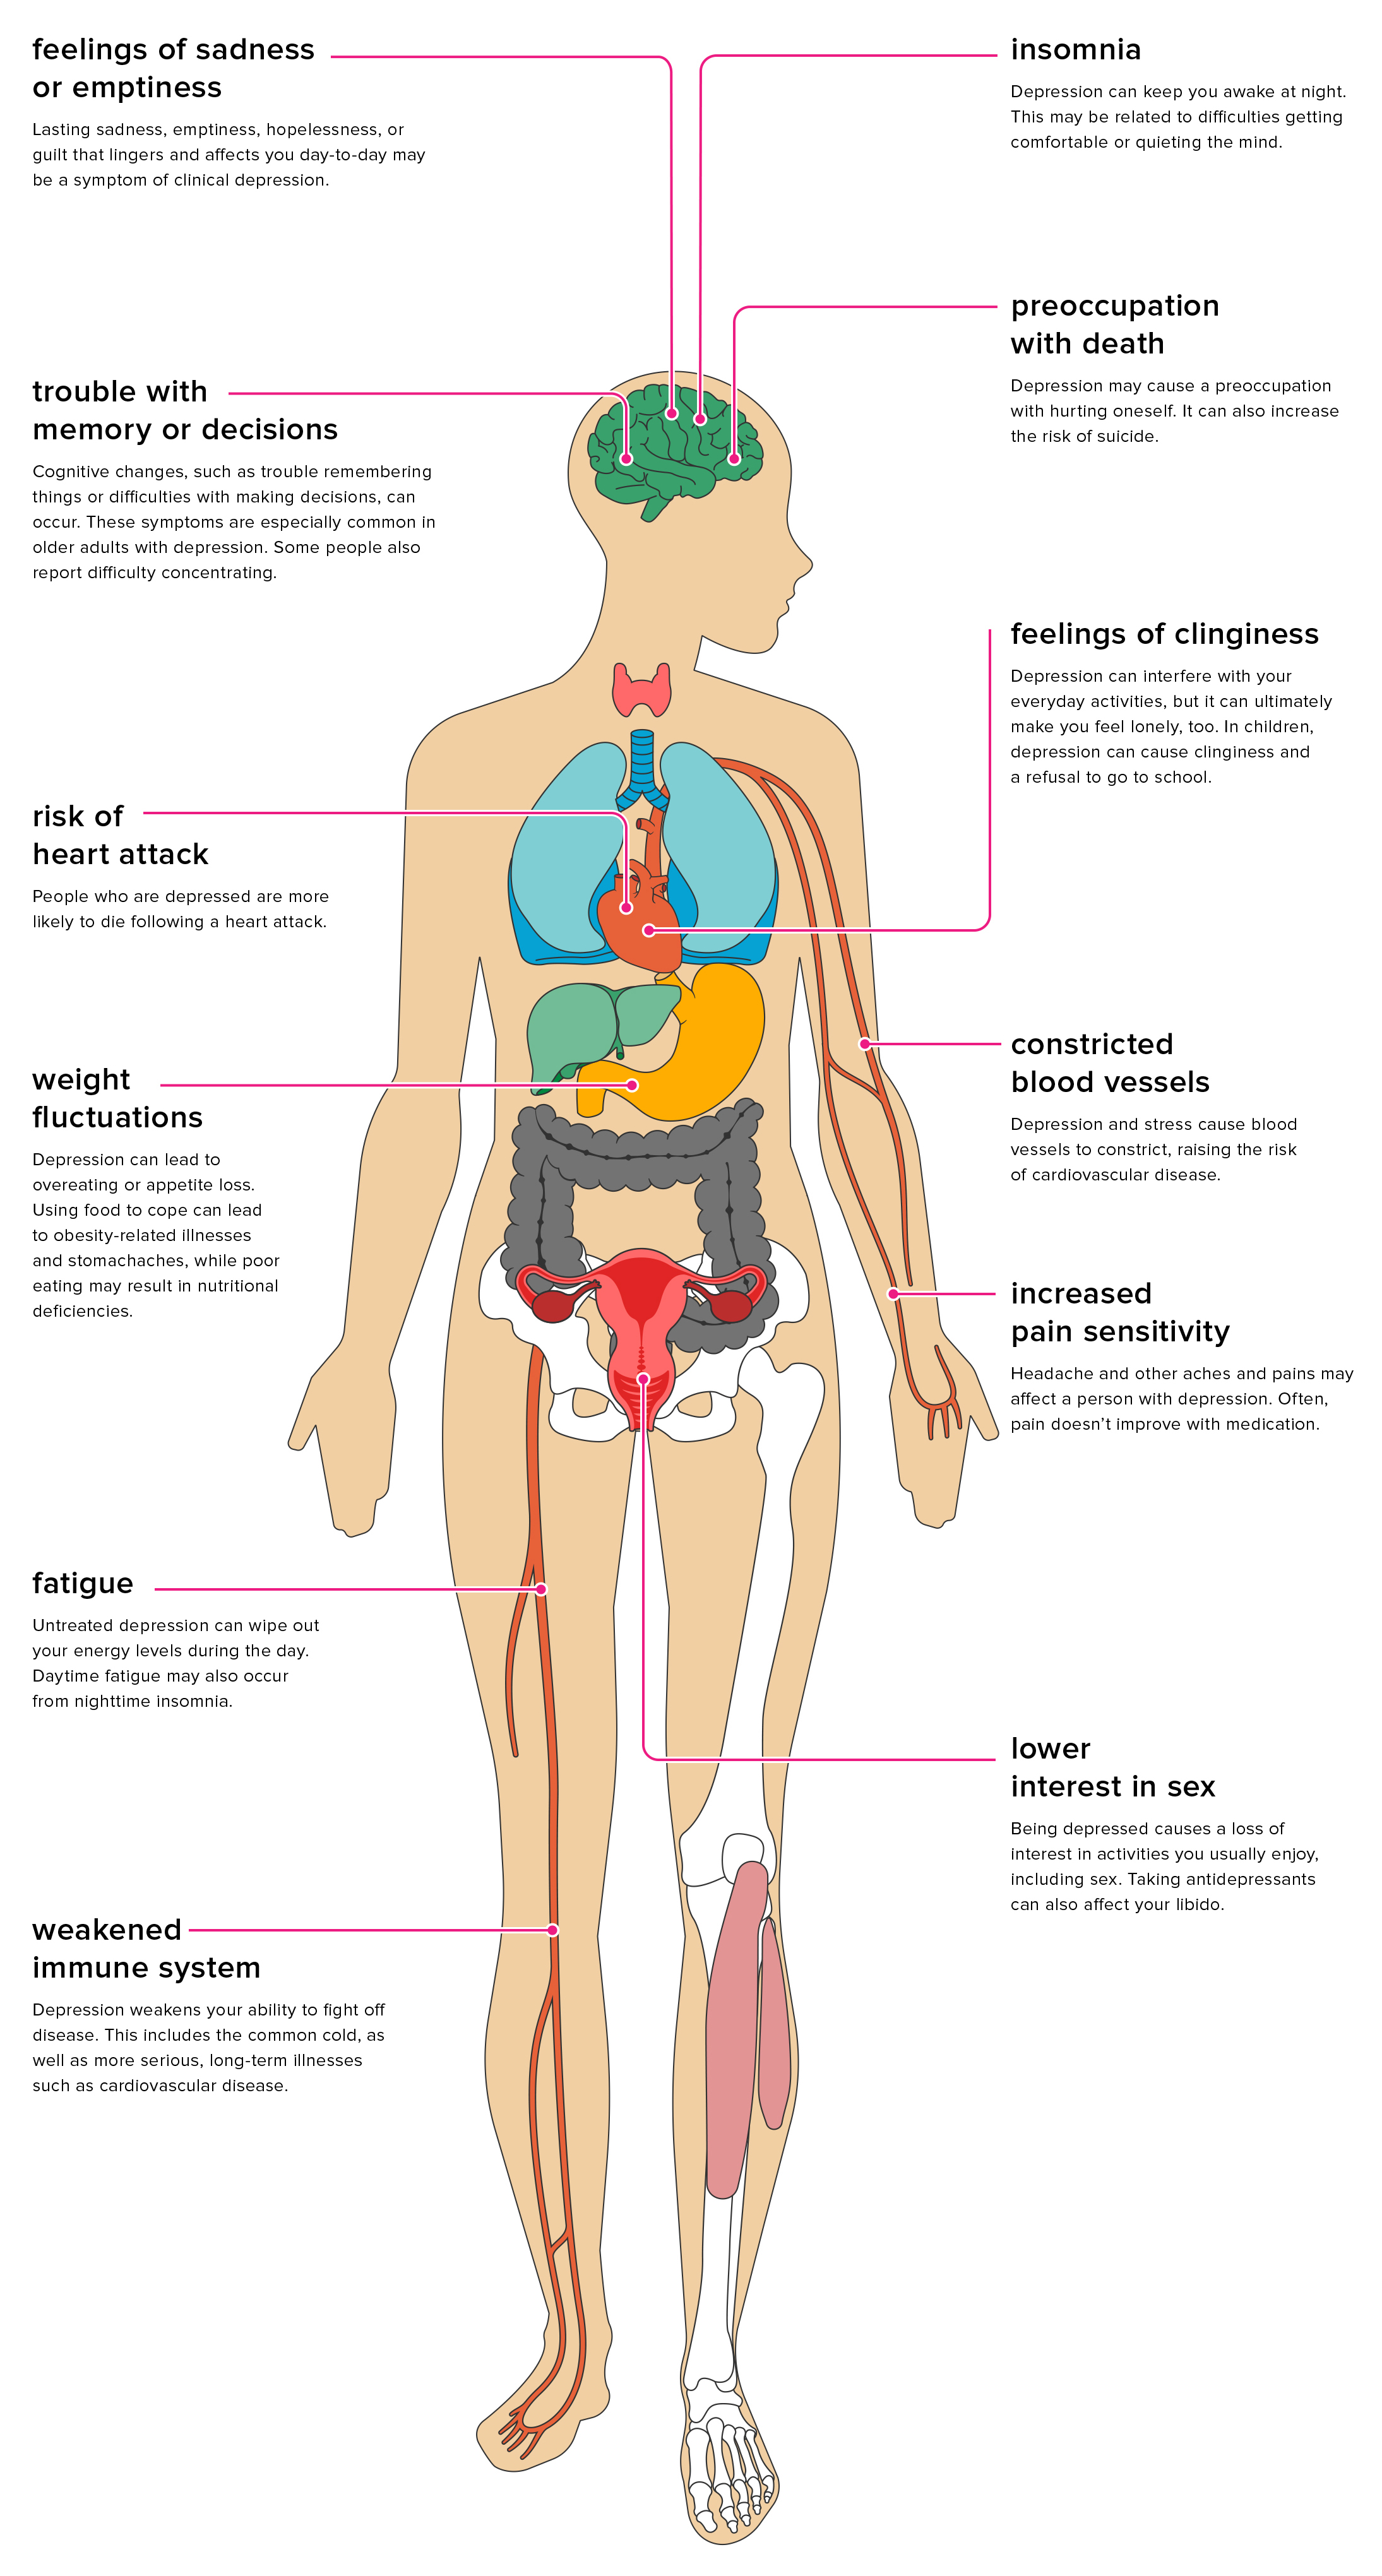 feelings of sadness
or emptiness
Lasting sadness, emptiness, hopelessness, or
guilt that lingers and affects you day-to-day may
be a symptom of clinical depression.
insomnia
Depression can keep you awake at night.
This may be related to difficulties getting
comfortable or quieting the mind.
preoccupation
with death
Depression may cause a preoccupation
with hurting oneself. It can also increase
the risk of suicide.
trouble with
memory or decisions
Cognitive changes, such as trouble remembering
things or difficulties with making decisions, can
occur. These symptoms are especially common in
older adults with depression. Some people also
report difficulty concentrating.
feelings of clinginess
Depression can interfere with your
everyday activities, but it can ultimately
make you feel lonely, too. In children,
depression can cause clinginess and
a refusal to go to school.
risk of
heart attack
People who are depressed are more
likely to die following a heart attack.
constricted
blood vessels
Depression and stress cause blood
vessels to constrict, raising the risk
of cardiovascular disease.
weight
fluctuations
Depression can lead to
overeating or appetite loss.
Using food to cope can lead
to obesity-related illnesses
and stomachaches, while poor
eating may result in nutritional
deficiencies.
increased
pain sensitivity
Headache and other aches and pains may
affect a person with depression. Often,
pain doesn’t improve with medication.
fatigue
Untreated depression can wipe out
your energy levels during the day.
Daytime fatigue may also occur
from nighttime insomnia.
lower
interest in sex
Being depressed causes a loss of
interest in activities you usually enjoy,
including sex. Taking antidepressants
can also affect your libido.
weakened
immune system
Depression weakens your ability to fight off
disease. This includes the common cold, as
well as more serious, long-term illnesses
such as cardiovascular disease.